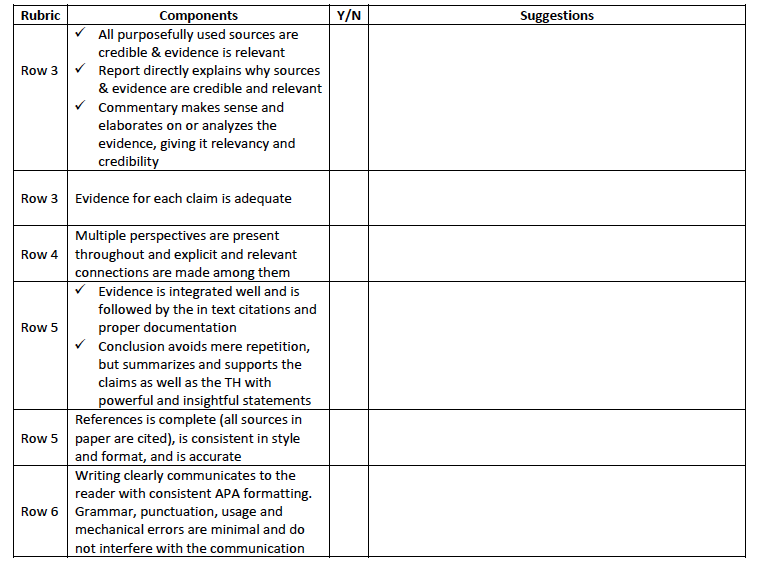 Rubric Components Y/N Suggestions
Row 3
✓ All purposefully used sources are
credible & evidence is relevant
✓ Report directly explains why sources
& evidence are credible and relevant
✓ Commentary makes sense and
elaborates on or analyzes the
evidence, giving it relevancy and
credibility
Row 3 Evidence for each claim is adequate
Row 4
Multiple perspectives are present
throughout and explicit and relevant
connections are made among them
Row 5
✓ Evidence is integrated well and is
followed by the in text citations and
proper documentation
✓ Conclusion avoids mere repetition,
but summarizes and supports the
claims as well as the TH with
powerful and insightful statements
Row 5
References is complete (all sources in
paper are cited), is consistent in style
and format, and is accurate
Row 6
Writing clearly communicates to the
reader with consistent APA formatting.
Grammar, punctuation, usage and
mechanical errors are minimal and do
not interfere with the communication